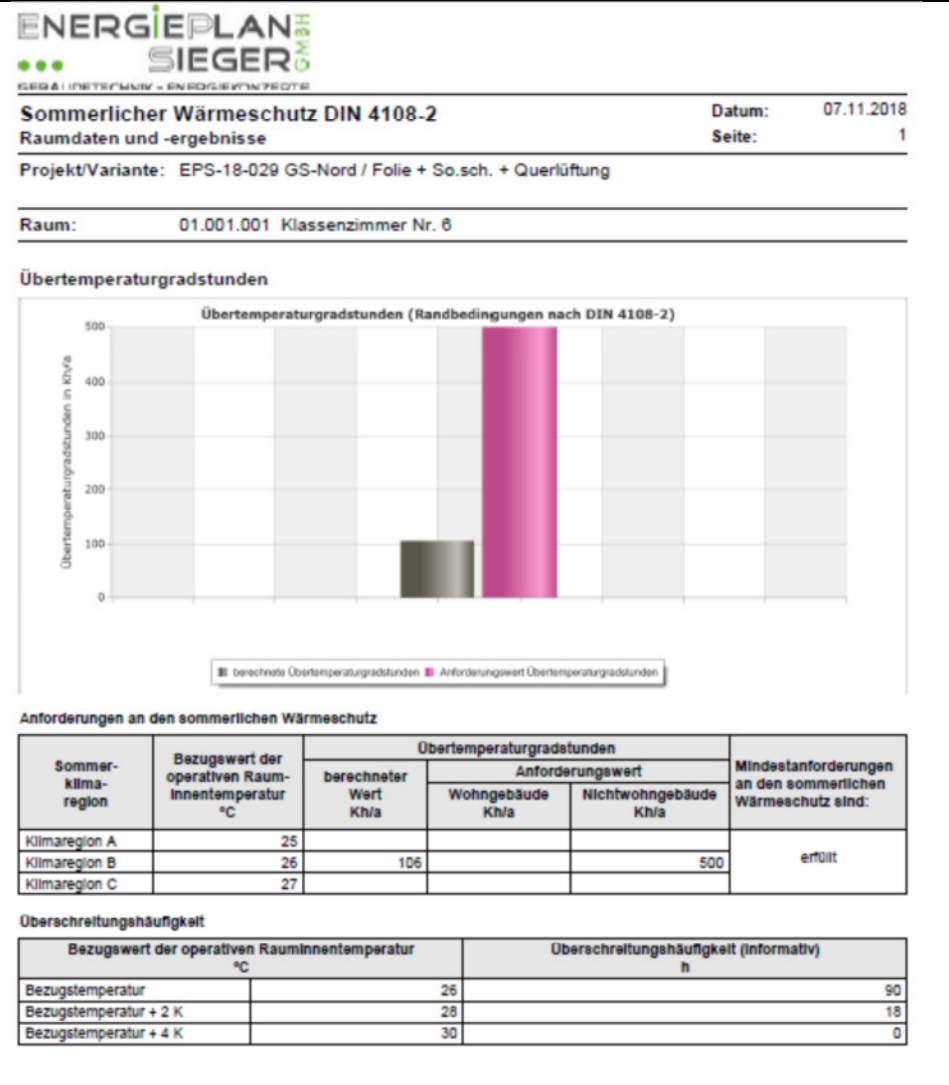 ENERGIEPLAN
SIEGER GMBH
GEBÄUDETECHNIK - ENERGIEKONZEPTE
Sommerlicher Wärmeschutz DIN 4108-2
Datum: 07.11.2018
Raumdaten und -ergebnisse
Seite: 1
Projekt/Variante: EPS-18-029 GS-Nord / Folie + So.sch. + Querlüftung
Raum: 01.001.001 Klassenzimmer Nr. 6
Übertemperaturgradstunden
Übertemperaturgradstunden (Randbedingungen nach DIN 4108-2)
Übertemperaturgradstunden in Kh/a
500
400
300
200
100
0
berechnete Übertemperaturgradstunden Anforderungswert Übertemperaturgradstunden
Anforderungen an den sommerlichen Wärmeschutz
Sommer-
klima-
region
Bezugswert der
operativen Raum-
innentemperatur
°C
Übertemperaturgradstunden
berechneter
Wert
Kh/a
Anforderungswert
Wohngebäude
Kh/a
Nichtwohngebäude
Kh/a
Mindestanforderungen
an den sommerlichen
Wärmeschutz sind:
Klimaregion A 25
Klimaregion B 26 106 500
Klimaregion C 27
erfüllt
Überschreitungshäufigkeit
Bezugswert der operativen Rauminnentemperatur
°C
Überschreitungshäufigkeit (informativ)
h
Bezugstemperatur 26 90
Bezugstemperatur + 2 K 28 18
Bezugstemperatur + 4 K 30 0